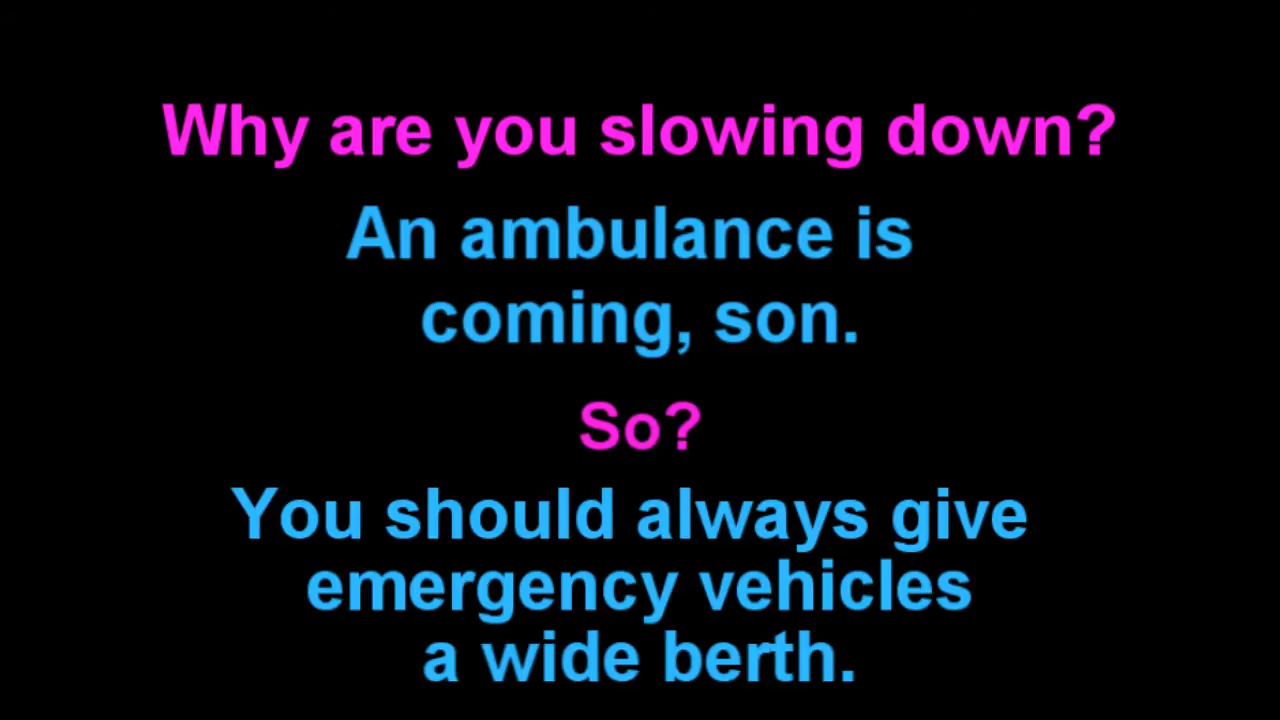 Why are you slowing down?
An ambulance is
coming, son.
So?
You should always give
emergency vehicles
a wide berth.